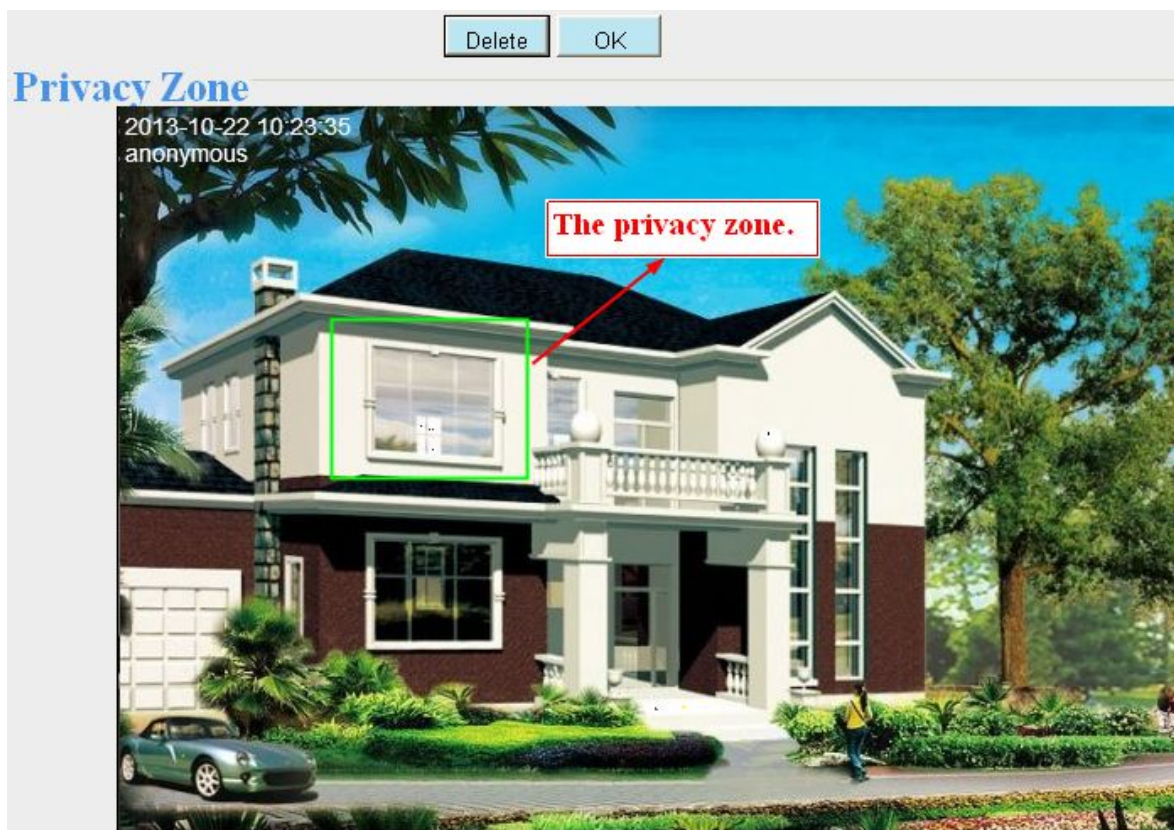 Delete OK
Privacy Zone
2013-10-22 10:23:35
anonymous
The privacy zone.